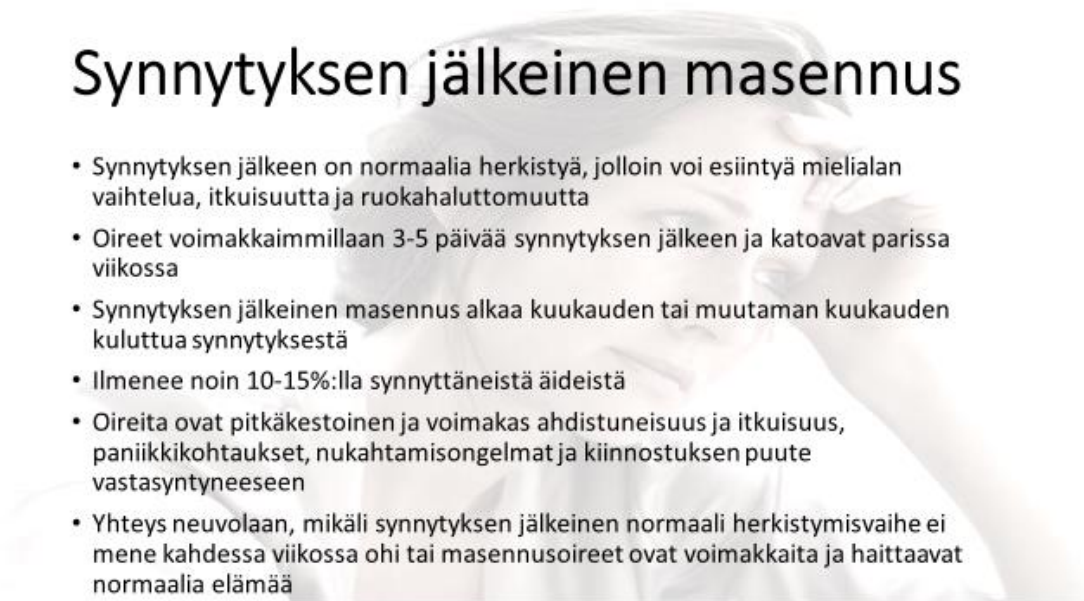 Synnytyksen jälkeinen masennus
• Synnytyksen jälkeen on normaalia herkistyä, jolloin voi esiintyä mielialan
vaihtelua, itkuisuutta ja ruokahaluttomuutta
• Oireet voimakkaimmillaan 3-5 päivää synnytyksen jälkeen ja katoavat parissa
viikossa
• Synnytyksen jälkeinen masennus alkaa kuukauden tai muutaman kuukauden
kuluttua synnytyksestä
• Ilmenee noin 10-15%:lla synnyttäneistä äideistä
• Oireita ovat pitkäkestoinen ja voimakas ahdistuneisuus ja itkuisuus,
paniikkikohtaukset, nukahtamisongelmat ja kiinnostuksen puute
vastasyntyneeseen
• Yhteys neuvolaan, mikäli synnytyksen jälkeinen normaali herkistymisvaihe ei
mene kahdessa viikossa ohi tai masennusoireet ovat voimakkaita ja haittaavat
normaalia elämää